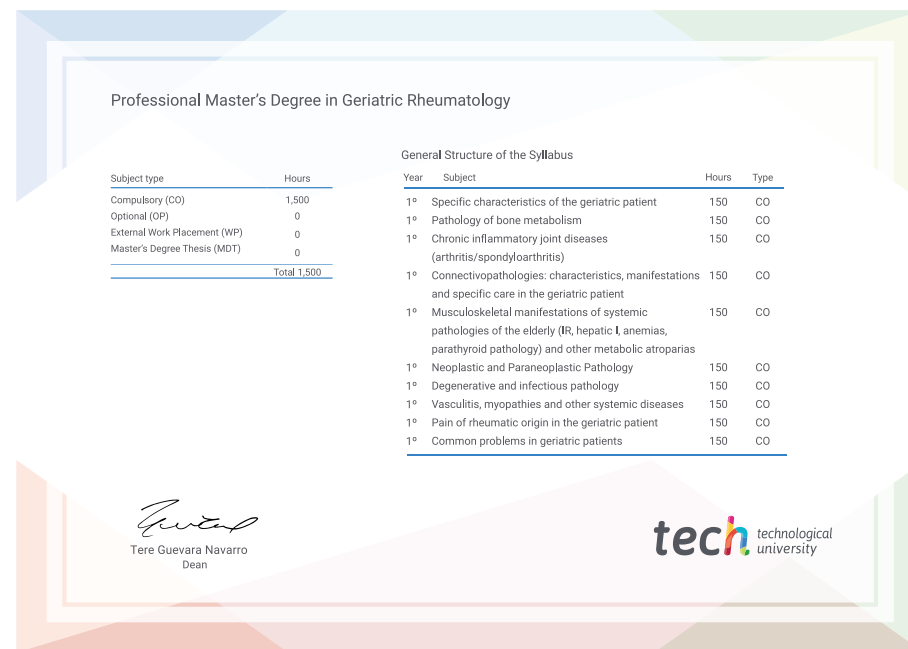 Professional Master's Degree in Geriatric Rheumatology
Subject type Hours
Compulsory (CO) 1,500
Optional (OP) 0
External Work Placement (WP) 0
Master's Degree Thesis (MDT) 0
Total 1,500
General Structure of the Syllabus
Year Subject Hours Type
1º Specific characteristics of the geriatric patient 150 CO
1º Pathology of bone metabolism 150 CO
1º Chronic inflammatory joint diseases 150 CO
(arthritis/spondyloarthritis)
1º Connectivopathologies: characteristics, manifestations 150 CO
and specific care in the geriatric patient
1º Musculoskeletal manifestations of systemic 150 CO
pathologies of the elderly (IR, hepatic I, anemias,
parathyroid pathology) and other metabolic atroparias
1º Neoplastic and Paraneoplastic Pathology 150 CO
1º Degenerative and infectious pathology 150 CO
1º Vasculitis, myopathies and other systemic diseases 150 CO
1º Pain of rheumatic origin in the geriatric patient 150 CO
1º Common problems in geriatric patients 150 CO
Tere Guevara Navarro
Dean
tech technological
university